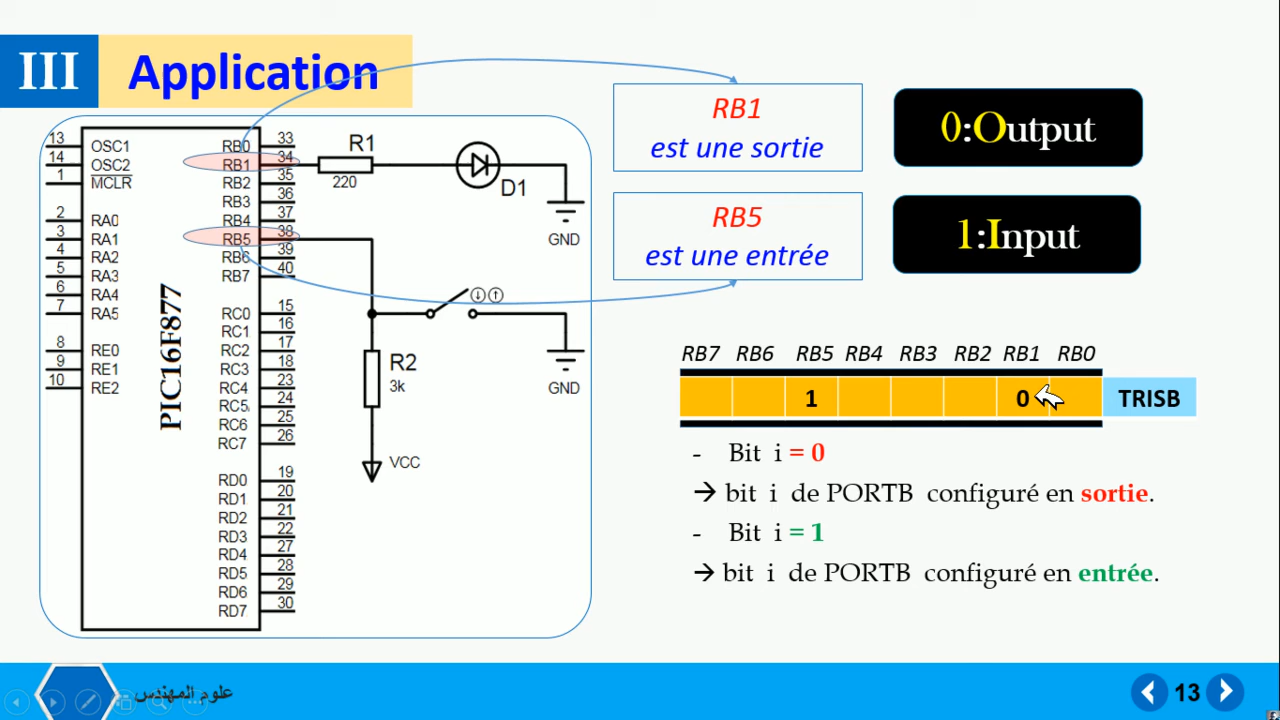 III
Application
RB1
est une sortie
0:Output
RB5
est une entrée
1:Input
13 OSC1
14 OSC2
1 MCLR
2 RA0
3 RA1
4 RA2
5 RA3
6 RA4
7 RA5
8 RE0
9 RE1
10 RE2
PIC16F877
RB0 33
RB1 34
RB2 35
RB3 36
RB4 37
RB5 38
RB6 39
RB7 40
RC0 15
RC1 16
RC2 17
RC3 18
RC4 23
RC5 24
RC6 25
RC7 26
RD0 19
RD1 20
RD2 21
RD3 22
RD4 27
RD5 28
RD6 29
RD7 30
R1
220
D1
GND
R2
3k
GND
VCC
RB7 RB6 RB5 RB4 RB3 RB2 RB1 RB0
1 0 TRISB
- Bit i = 0
→ bit i de PORTB configuré en sortie.
- Bit i = 1
→ bit i de PORTB configuré en entrée.
علوم المهندس
13